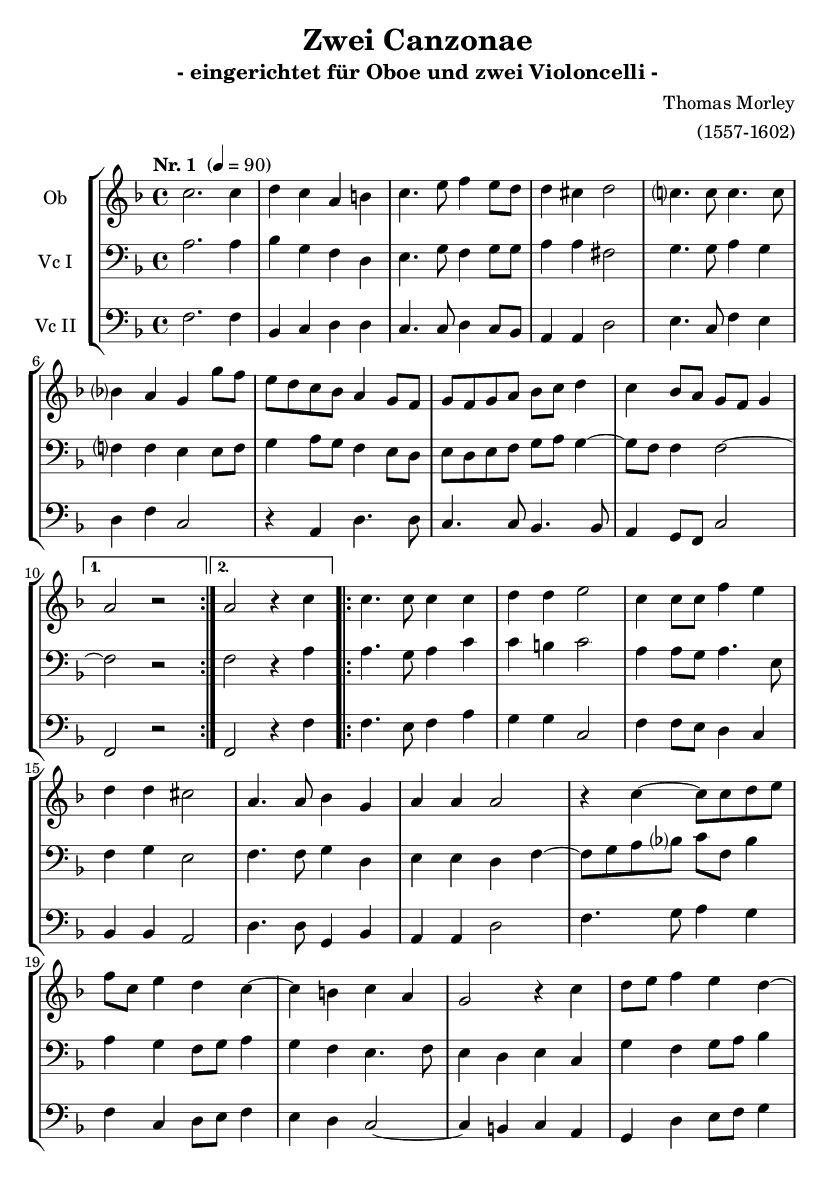 Zwei Canzonae
- eingerichtet für Oboe und zwei Violoncelli -
Thomas Morley
(1557-1602)
Nr. 1 (♩ = 90)
Ob
Vc I
Vc II
6
10
1.
2.
15
19